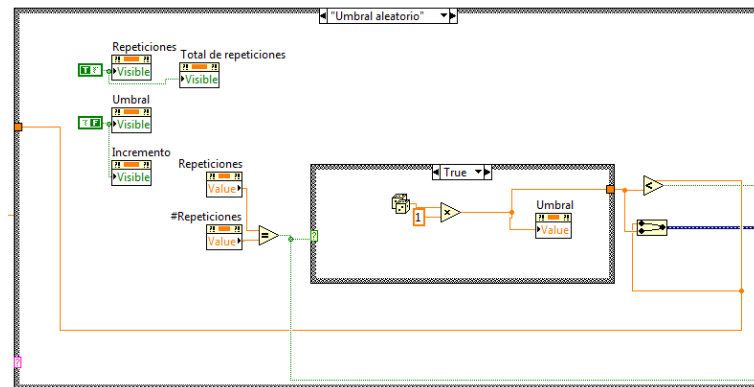 "Umbral aleatorio"
Repeticiones
Total de repeticiones
Visible
Visible
T
Umbral
Visible
F
Incremento
Visible
Repeticiones
Value
#Repeticiones
Value
=
?
True
1
×
Umbral
Value
<
?